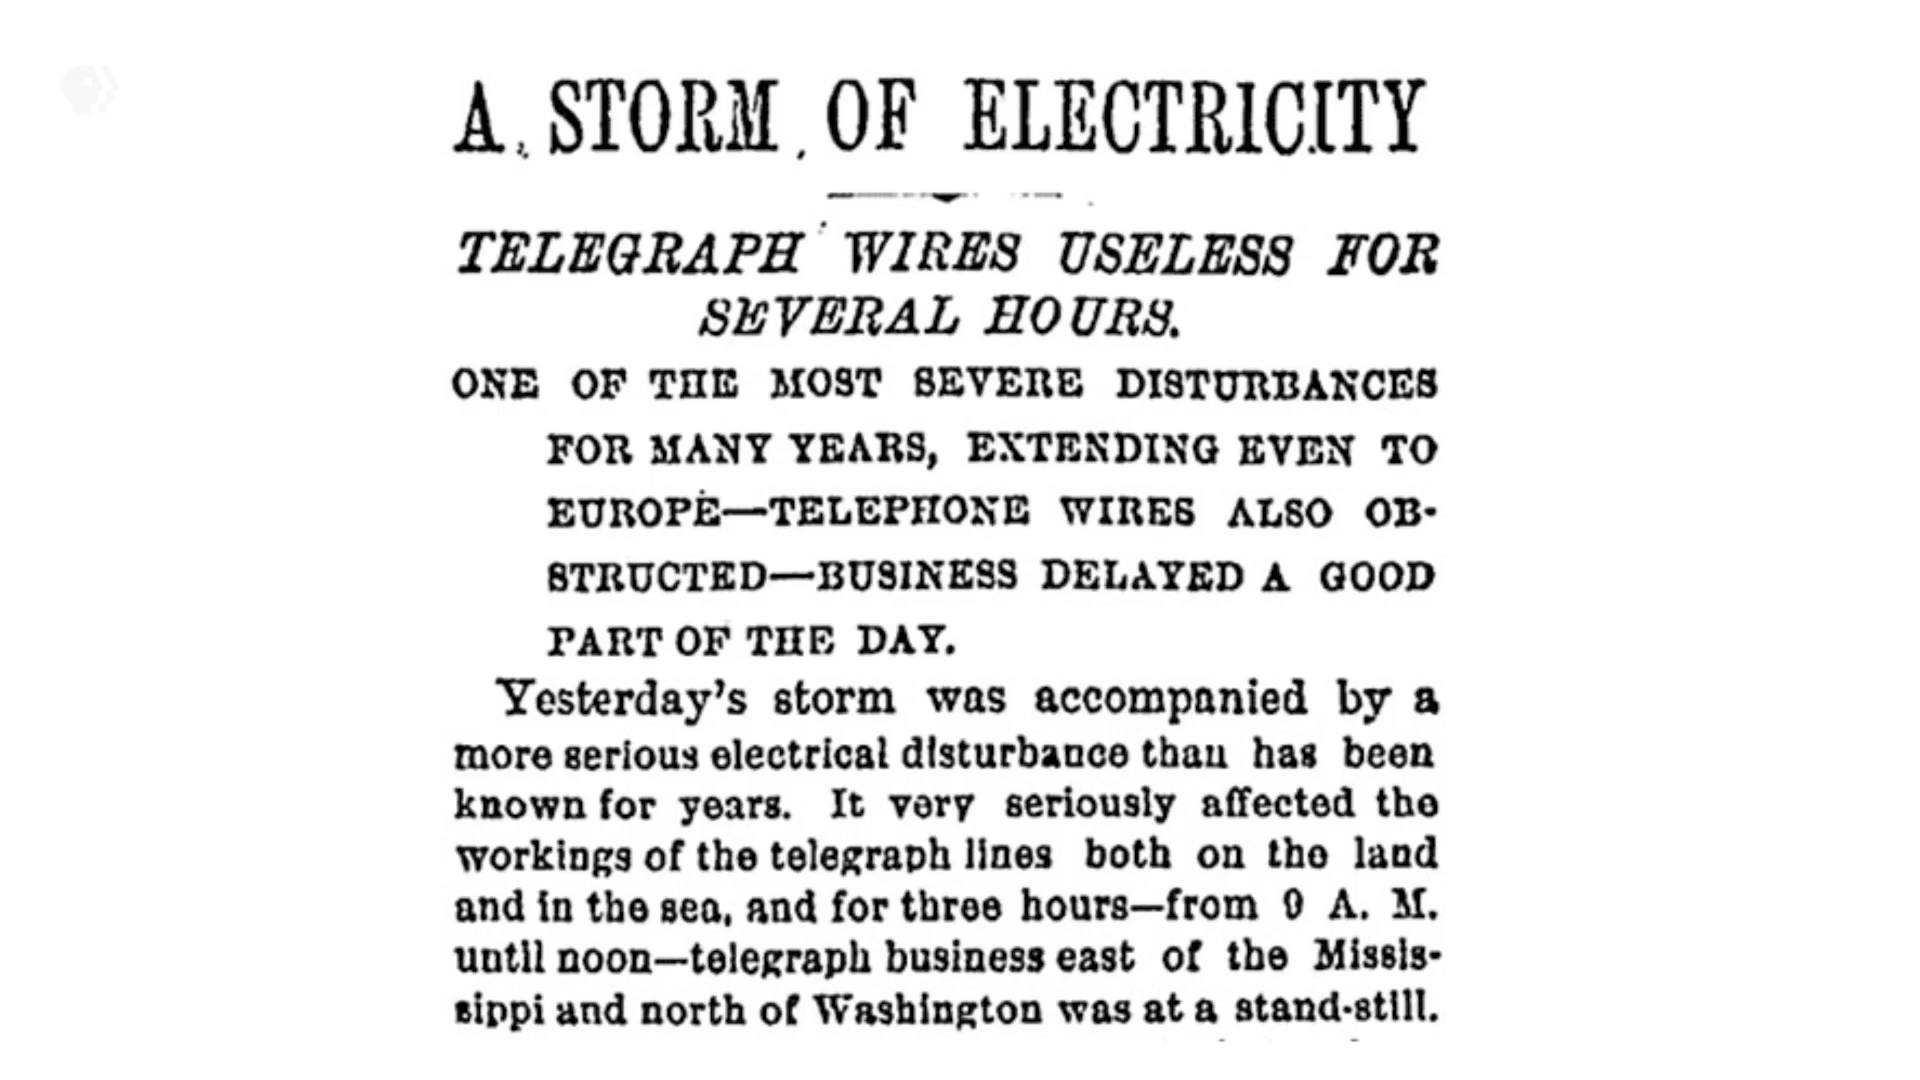 A STORM OF ELECTRICITY
TELEGRAPH WIRES USELESS FOR
SEVERAL HOURS.
ONE OF THE MOST SEVERE DISTURBANCES
FOR MANY YEARS, EXTENDING EVEN TO
EUROPE—TELEPHONE WIRES ALSO OB-
STRUCTED—BUSINESS DELAYED A GOOD
PART OF THE DAY.
Yesterday's storm was accompanied by a
more serious electrical disturbance than has been
known for years. It very seriously affected the
workings of the telegraph lines both on the land
and in the sea, and for three hours—from 9 A. M.
until noon—telegraph business east of the Missis-
sippi and north of Washington was at a stand-still.